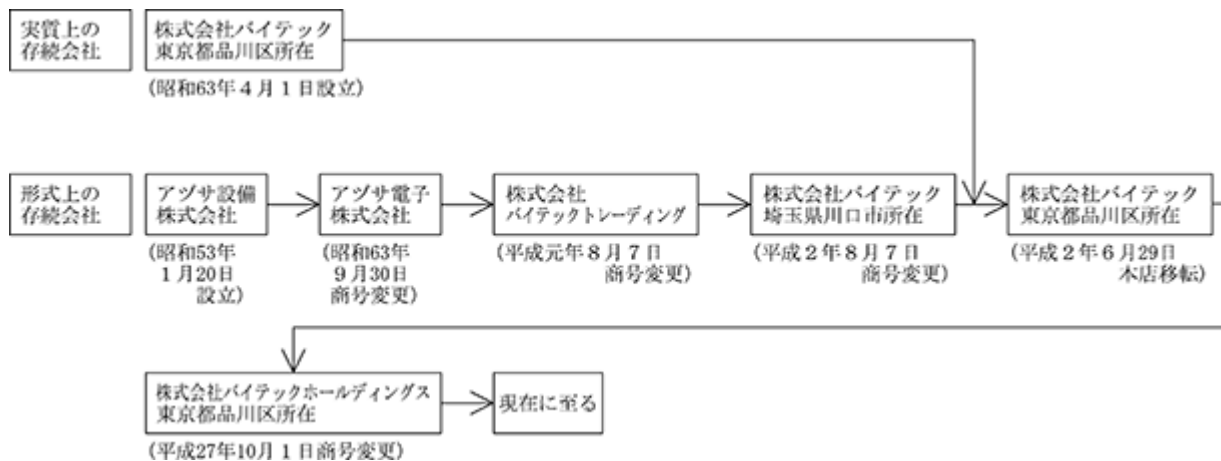 実質上の
存続会社
株式会社バイテック
東京都品川区所在
(昭和63年4月1日設立)
形式上の
存続会社
アヅサ設備
株式会社
(昭和53年
1月20日
設立)
アヅサ電子
株式会社
(昭和63年
9月30日
商号変更)
株式会社
バイテックトレーディング
(平成元年8月7日
商号変更)
株式会社バイテック
埼玉県川口市所在
(平成2年8月7日
商号変更)
株式会社バイテック
東京都品川区所在
(平成2年6月29日
本店移転)
株式会社バイテックホールディングス
東京都品川区所在
(平成27年10月1日商号変更)
現在に至る